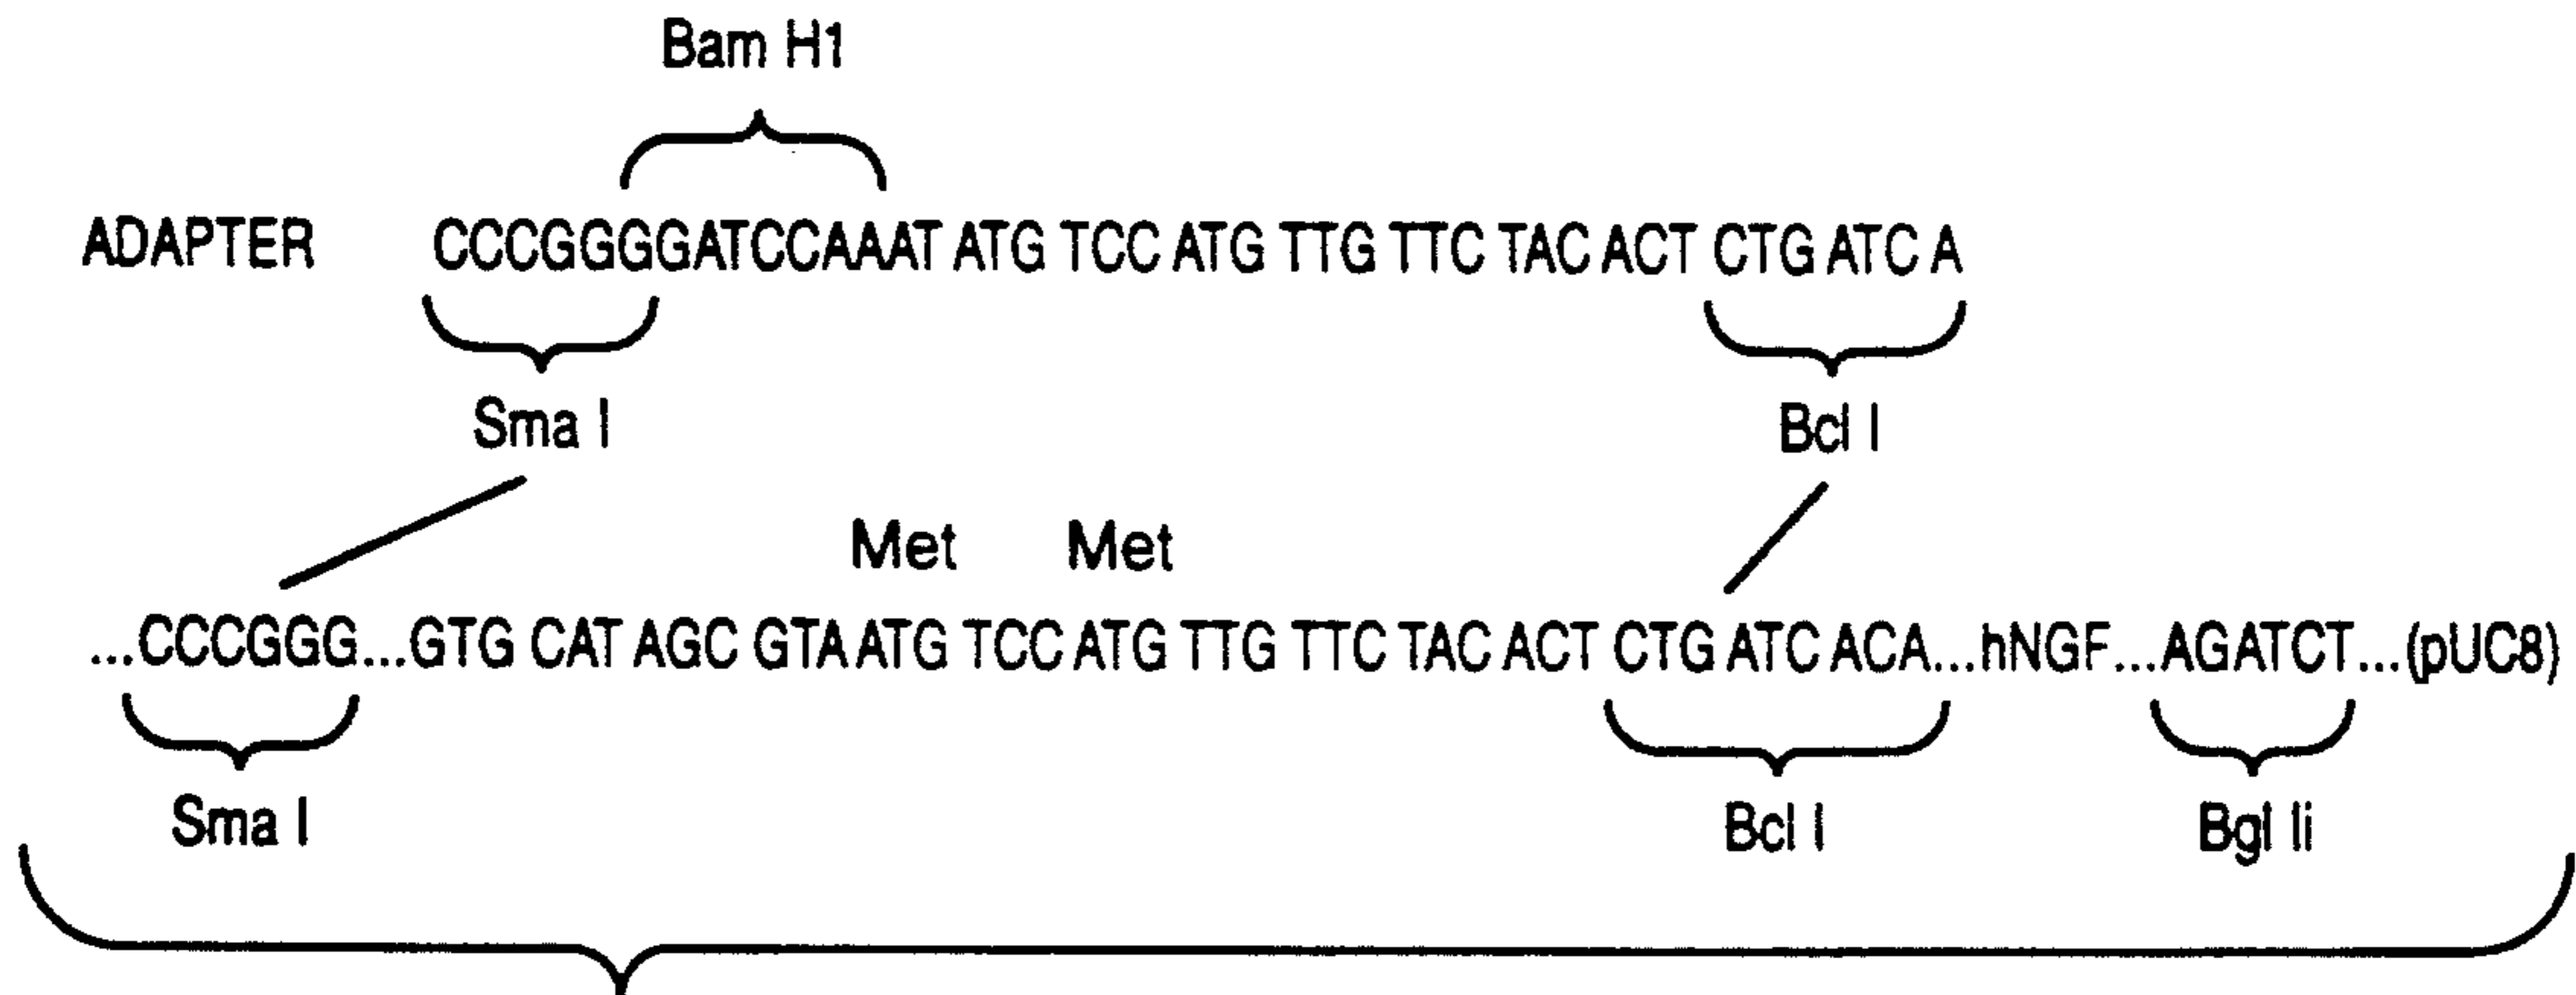 Bam H1
ADAPTER CCCGGGGATCCAAAT ATG TCC ATG TTG TTC TAC ACT CTG ATC A
Sma I Bcl I
Met Met
...CCCGGG...GTG CAT AGC GTA ATG TCC ATG TTG TTC TAC ACT CTG ATC ACA...hNGF...AGATCT...(pUC8)
Sma I Bcl I Bgl Ii